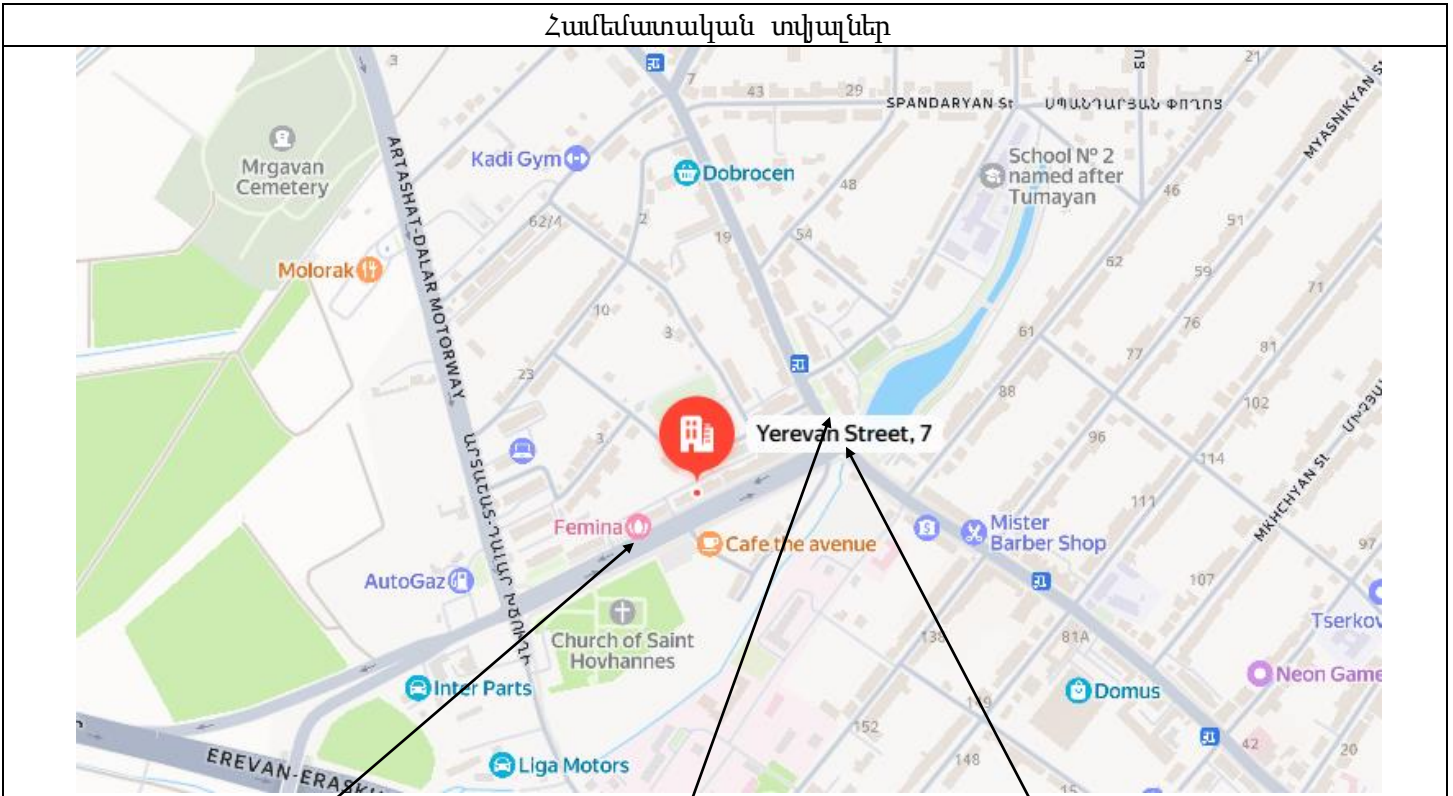 Համեմատական տվյալներ
3
7
43
29
21
SPANDARYAN St
ՍՊԱՆԴԱՐՅԱՆ ՓՈՂՈՑ
MYASNIKYAN S
Mrgavan
Cemetery
Kadi Gym
Dobrocen
School Nº 2
named after
Tumayan
48
46
62/4
2
19
54
51
ARTASHAT-DALAR MOTORWAY
Molorak
62
59
71
10
3
61
76
77
81
23
88
102
Yerevan Street, 7
3
96
114
ԱՐՏԱՇԱՏ-ԴԱԼԱՐ ԽՃՈՒՂԻ
MKHCHYAN St
111
Femina
Cafe the avenue
Mister
Barber Shop
97
AutoGaz
107
Church of Saint
Hovhannes
Tserkov
138
81A
Inter Parts
Domus
Neon Game
149
152
42
20
EREVAN-ERASK
Liga Motors
148
15